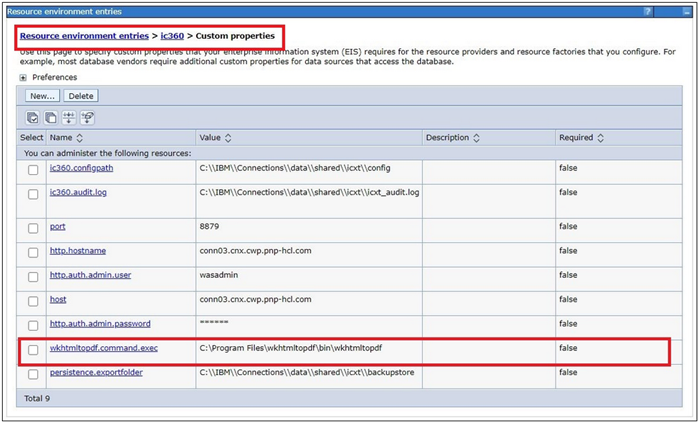 Resource environment entries ? _
Resource environment entries > ic360 > Custom properties
Use this page to specify custom properties that your enterprise information system (EIS) requires for the resource providers and resource factories that you configure. For
example, most database vendors require additional custom properties for data sources that access the database.
Preferences
New... Delete
Select Name Value Description Required
You can administer the following resources:
ic360.configpath C:\\IBM\\Connections\\data\\shared\\icxt\\config false
ic360.audit.log C:\\IBM\\Connections\\data\\shared\\icxt\\icxt_audit.log false
port 8879 false
http.hostname conn03.cnx.cwp.pnp-hcl.com false
http.auth.admin.user wasadmin false
host conn03.cnx.cwp.pnp-hcl.com false
http.auth.admin.password ====== false
wkhtmltopdf.command.exec C:\Program Files\wkhtmltopdf\bin\wkhtmltopdf false
persistence.exportfolder C:\\IBM\\Connections\\data\\shared\\icxt\\backupstore false
Total 9